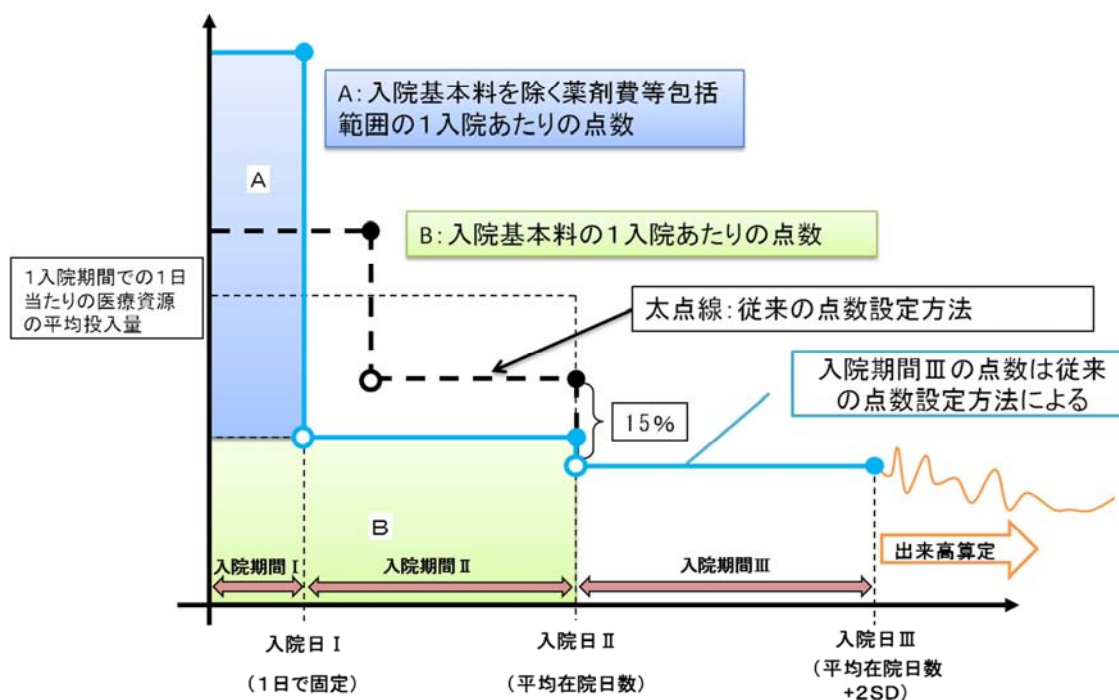 A：入院基本料を除く薬剤費等包括
範囲の１入院あたりの点数
A
B：入院基本料の１入院あたりの点数
１入院期間での１日
当たりの医療資源
の平均投入量
太点線：従来の点数設定方法
入院期間Ⅲの点数は従来
の点数設定方法による
15％
B
出来高算定
入院期間Ⅰ
入院期間Ⅱ
入院期間Ⅲ
入院日Ⅰ
（１日で固定）
入院日Ⅱ
（平均在院日数）
入院日Ⅲ
（平均在院日数
+2SD）